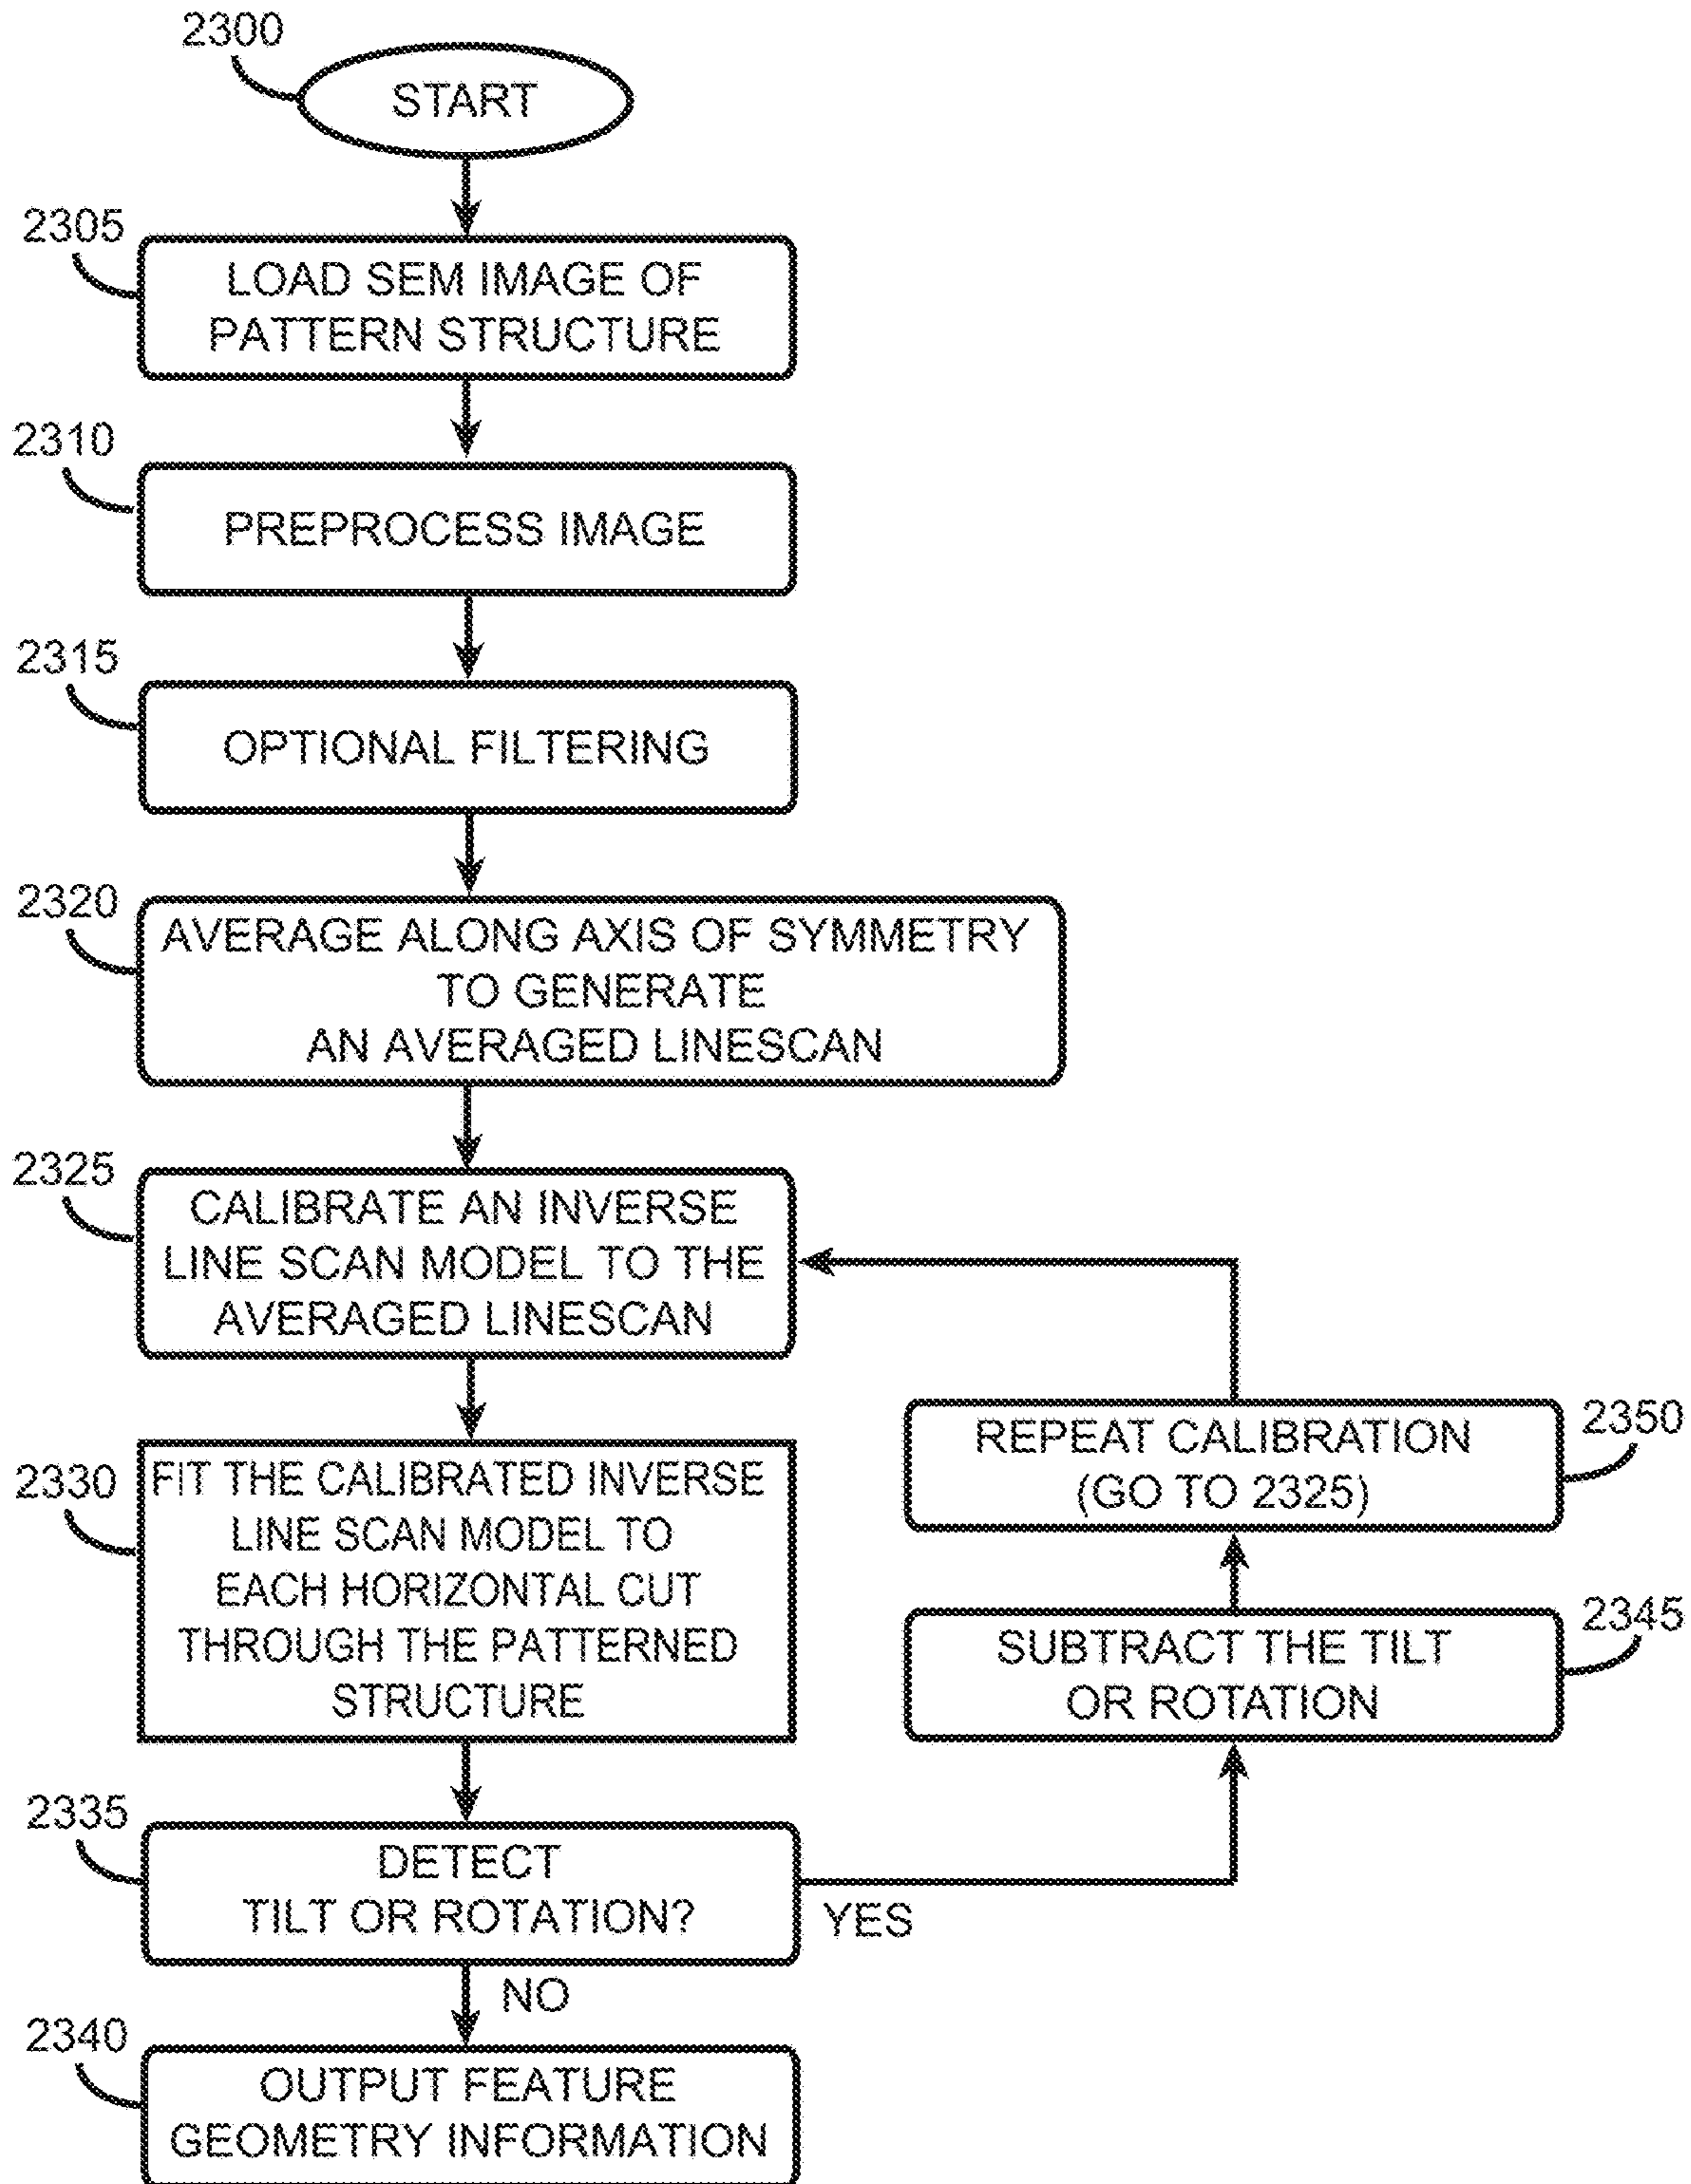 2300
START
2305
LOAD SEM IMAGE OF
PATTERN STRUCTURE
2310
PREPROCESS IMAGE
2315
OPTIONAL FILTERING
2320
AVERAGE ALONG AXIS OF SYMMETRY
TO GENERATE
AN AVERAGED LINESCAN
2325
CALIBRATE AN INVERSE
LINE SCAN MODEL TO THE
AVERAGED LINESCAN
2330
FIT THE CALIBRATED INVERSE
LINE SCAN MODEL TO
EACH HORIZONTAL CUT
THROUGH THE PATTERNED
STRUCTURE
2350
REPEAT CALIBRATION
(GO TO 2325)
2345
SUBTRACT THE TILT
OR ROTATION
2335
DETECT
TILT OR ROTATION?
YES
NO
2340
OUTPUT FEATURE
GEOMETRY INFORMATION